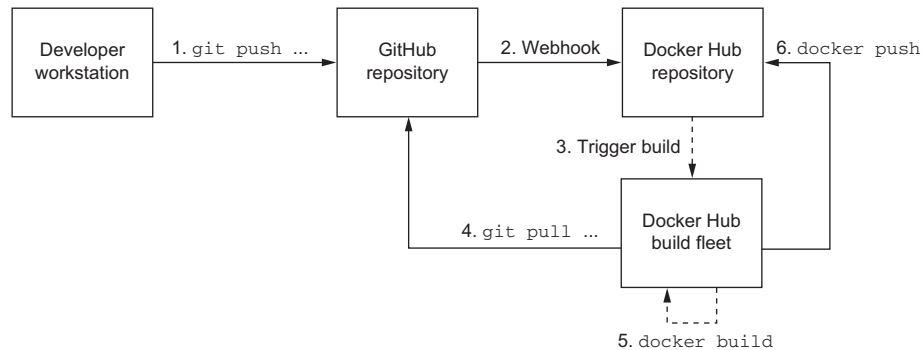 Developer
workstation
1. git push ...
GitHub
repository
2. Webhook
Docker Hub
repository
6. docker push
3. Trigger build
4. git pull ...
Docker Hub
build fleet
5. docker build